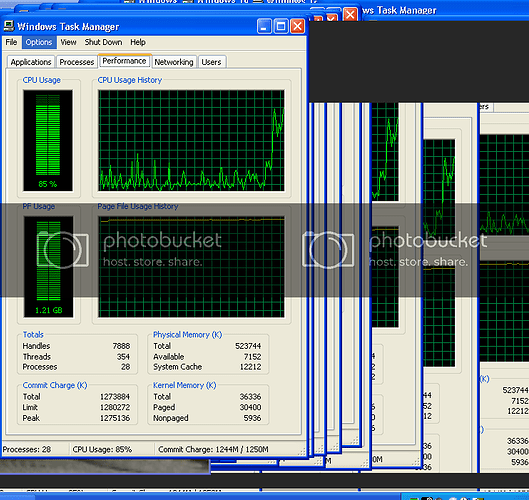 Windows Task Manager
ws Task Manager
File Options View Shut Down Help
Applications Processes Performance Networking Users
CPU Usage CPU Usage History
85 %
PF Usage Page File Usage History
photobucket photobucket
host. store. share. host. store. share.
1.21 GB
Totals
Handles 7888
Threads 354
Processes 28
Physical Memory (K)
Total 523744
Available 7152
System Cache 12212
Commit Charge (K)
Total 1273884
Limit 1280272
Peak 1275136
Kernel Memory (K)
Total 36336
Paged 30400
Nonpaged 5936
Processes: 28 CPU Usage: 85% Commit Charge: 1244M / 1250M
ers
(K)
523744
7152
12212
36336
30400
5936